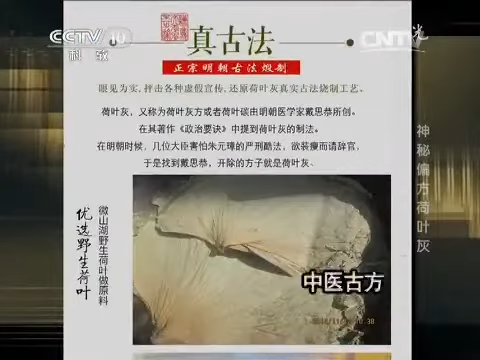 CCTV 10
科教
CNTV
真古法
正宗明朝古法煅制
眼见为实,抨击各种虚假宣传,还原荷叶灰真实古法烧制工艺。
荷叶灰,又称为荷叶灰方或者荷叶碳由明朝医学家戴思恭所创。
在其著作《政治要诀》中提到荷叶灰的制法。
在明朝时候,几位大臣害怕朱元璋的严刑酷法,欲装瘦而请辞官,
于是找到戴思恭,开除的方子就是荷叶灰、
优选野生荷叶
微山湖野生荷叶做原料
中医古方
神秘偏方荷叶灰